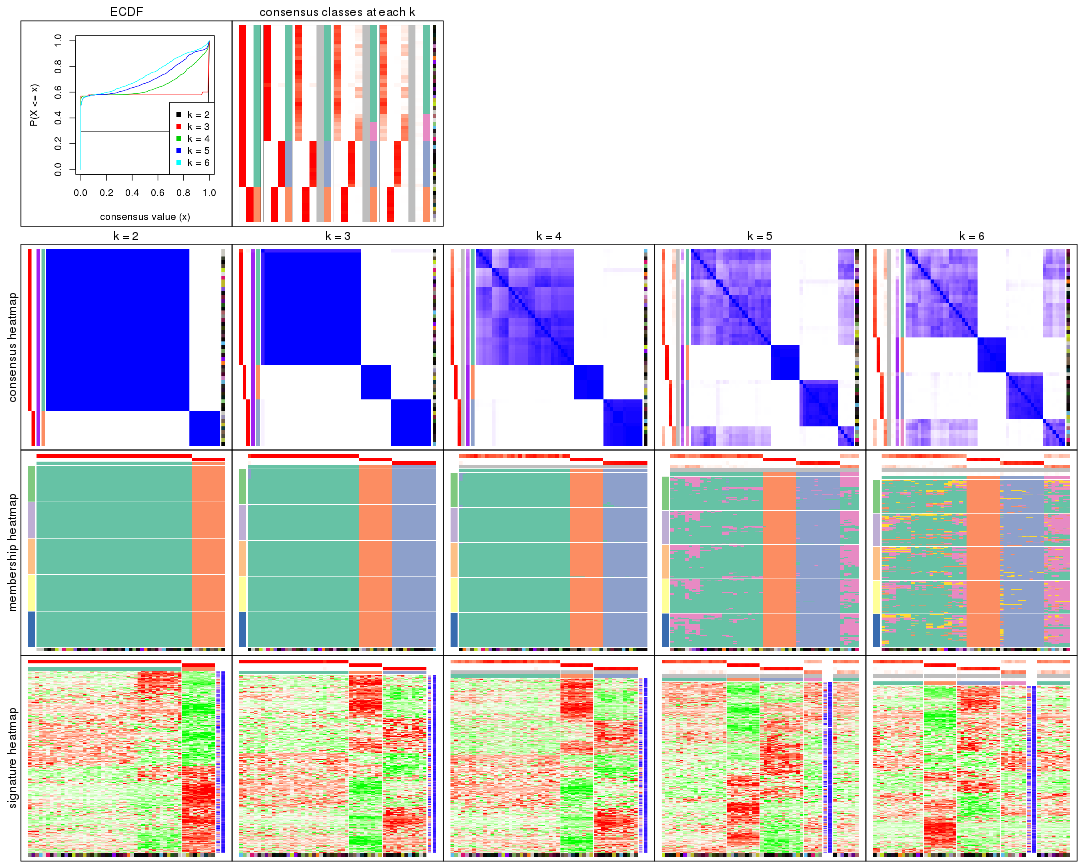 ECDF
consensus classes at each k
P(X <= x)
0.0 0.2 0.4 0.6 0.8 1.0
k = 2
k = 3
k = 4
k = 5
k = 6
0.0 0.2 0.4 0.6 0.8 1.0
consensus value (x)
k = 2 k = 3 k = 4 k = 5 k = 6
consensus heatmap
membership heatmap
signature heatmap